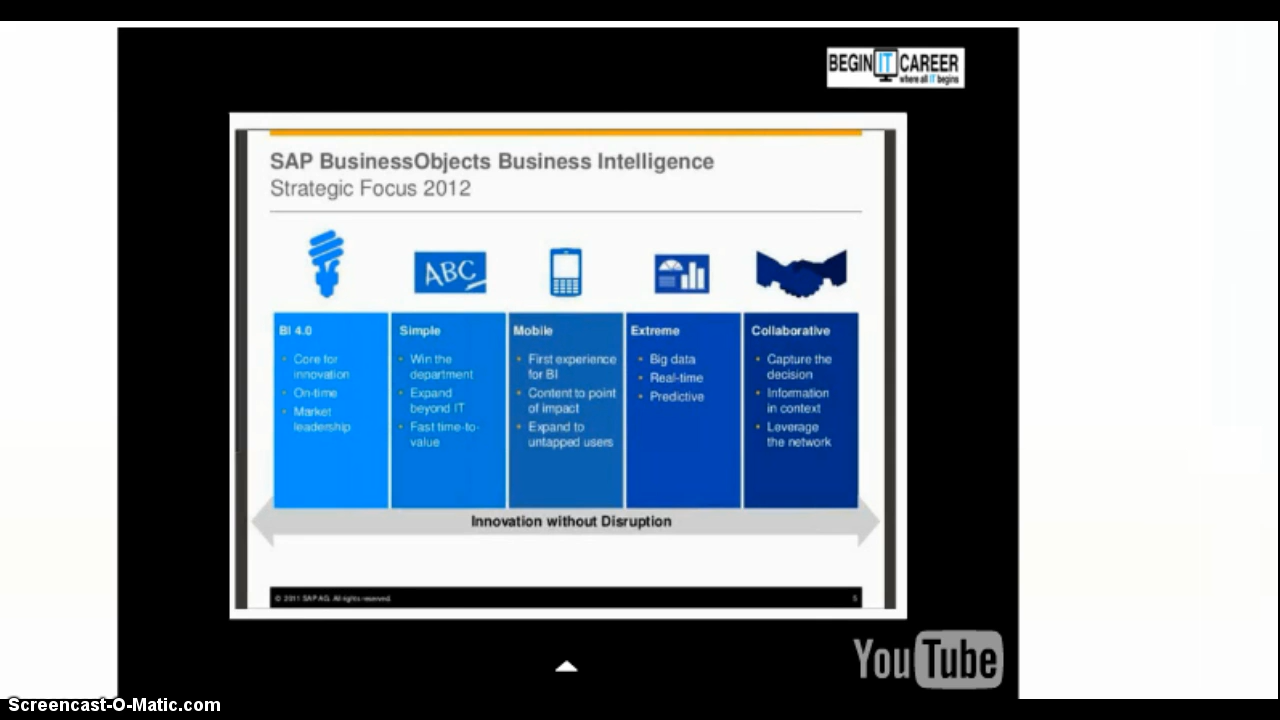 BEGIN IT CAREER
where all IT begins
SAP BusinessObjects Business Intelligence
Strategic Focus 2012
ABC
BI 4.0
• Core for
innovation
• On-time
• Market
leadership
Simple
• Win the
department
• Expand
beyond IT
• Fast time-to-
value
Mobile
• First experience
for BI
• Content to point
of impact
• Expand to
untapped users
Extreme
• Big data
• Real-time
• Predictive
Collaborative
• Capture the
decision
• Information
in context
• Leverage
the network
Innovation without Disruption
© 2011 SAP AG. All rights reserved.
5
YouTube
Screencast-O-Matic.com